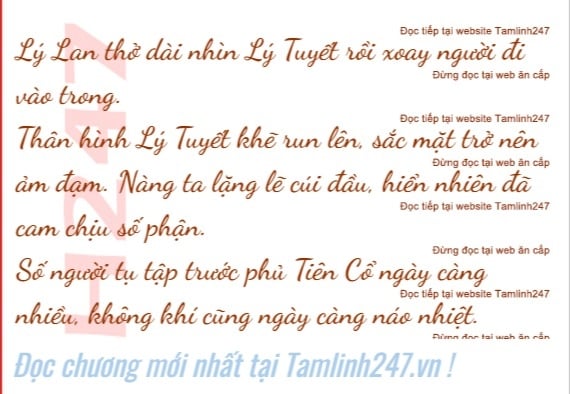 Đọc tiếp tại website Tamlinh247
Lý Lan thở dài nhìn Lý Tuyết rồi xoay người đi
Đừng đọc tại web ăn cắp
vào trong.
Đọc tiếp tại website Tamlinh247
Thân hình Lý Tuyết khẽ run lên, sắc mặt trở nên
Đừng đọc tại web ăn cắp
ảm đạm. Nàng ta lặng lẽ cúi đầu, hiển nhiên đã
Đọc tiếp tại website Tamlinh247
cam chịu số phận.
Đừng đọc tại web ăn cắp
Số người tụ tập trước phủ Tiên Cổ ngày càng
Đọc tiếp tại website Tamlinh247
nhiều, không khí cũng ngày càng náo nhiệt.
Đừng đọc tại web ăn cắp
H247
Đọc chương mới nhất tại Tamlinh247.vn !